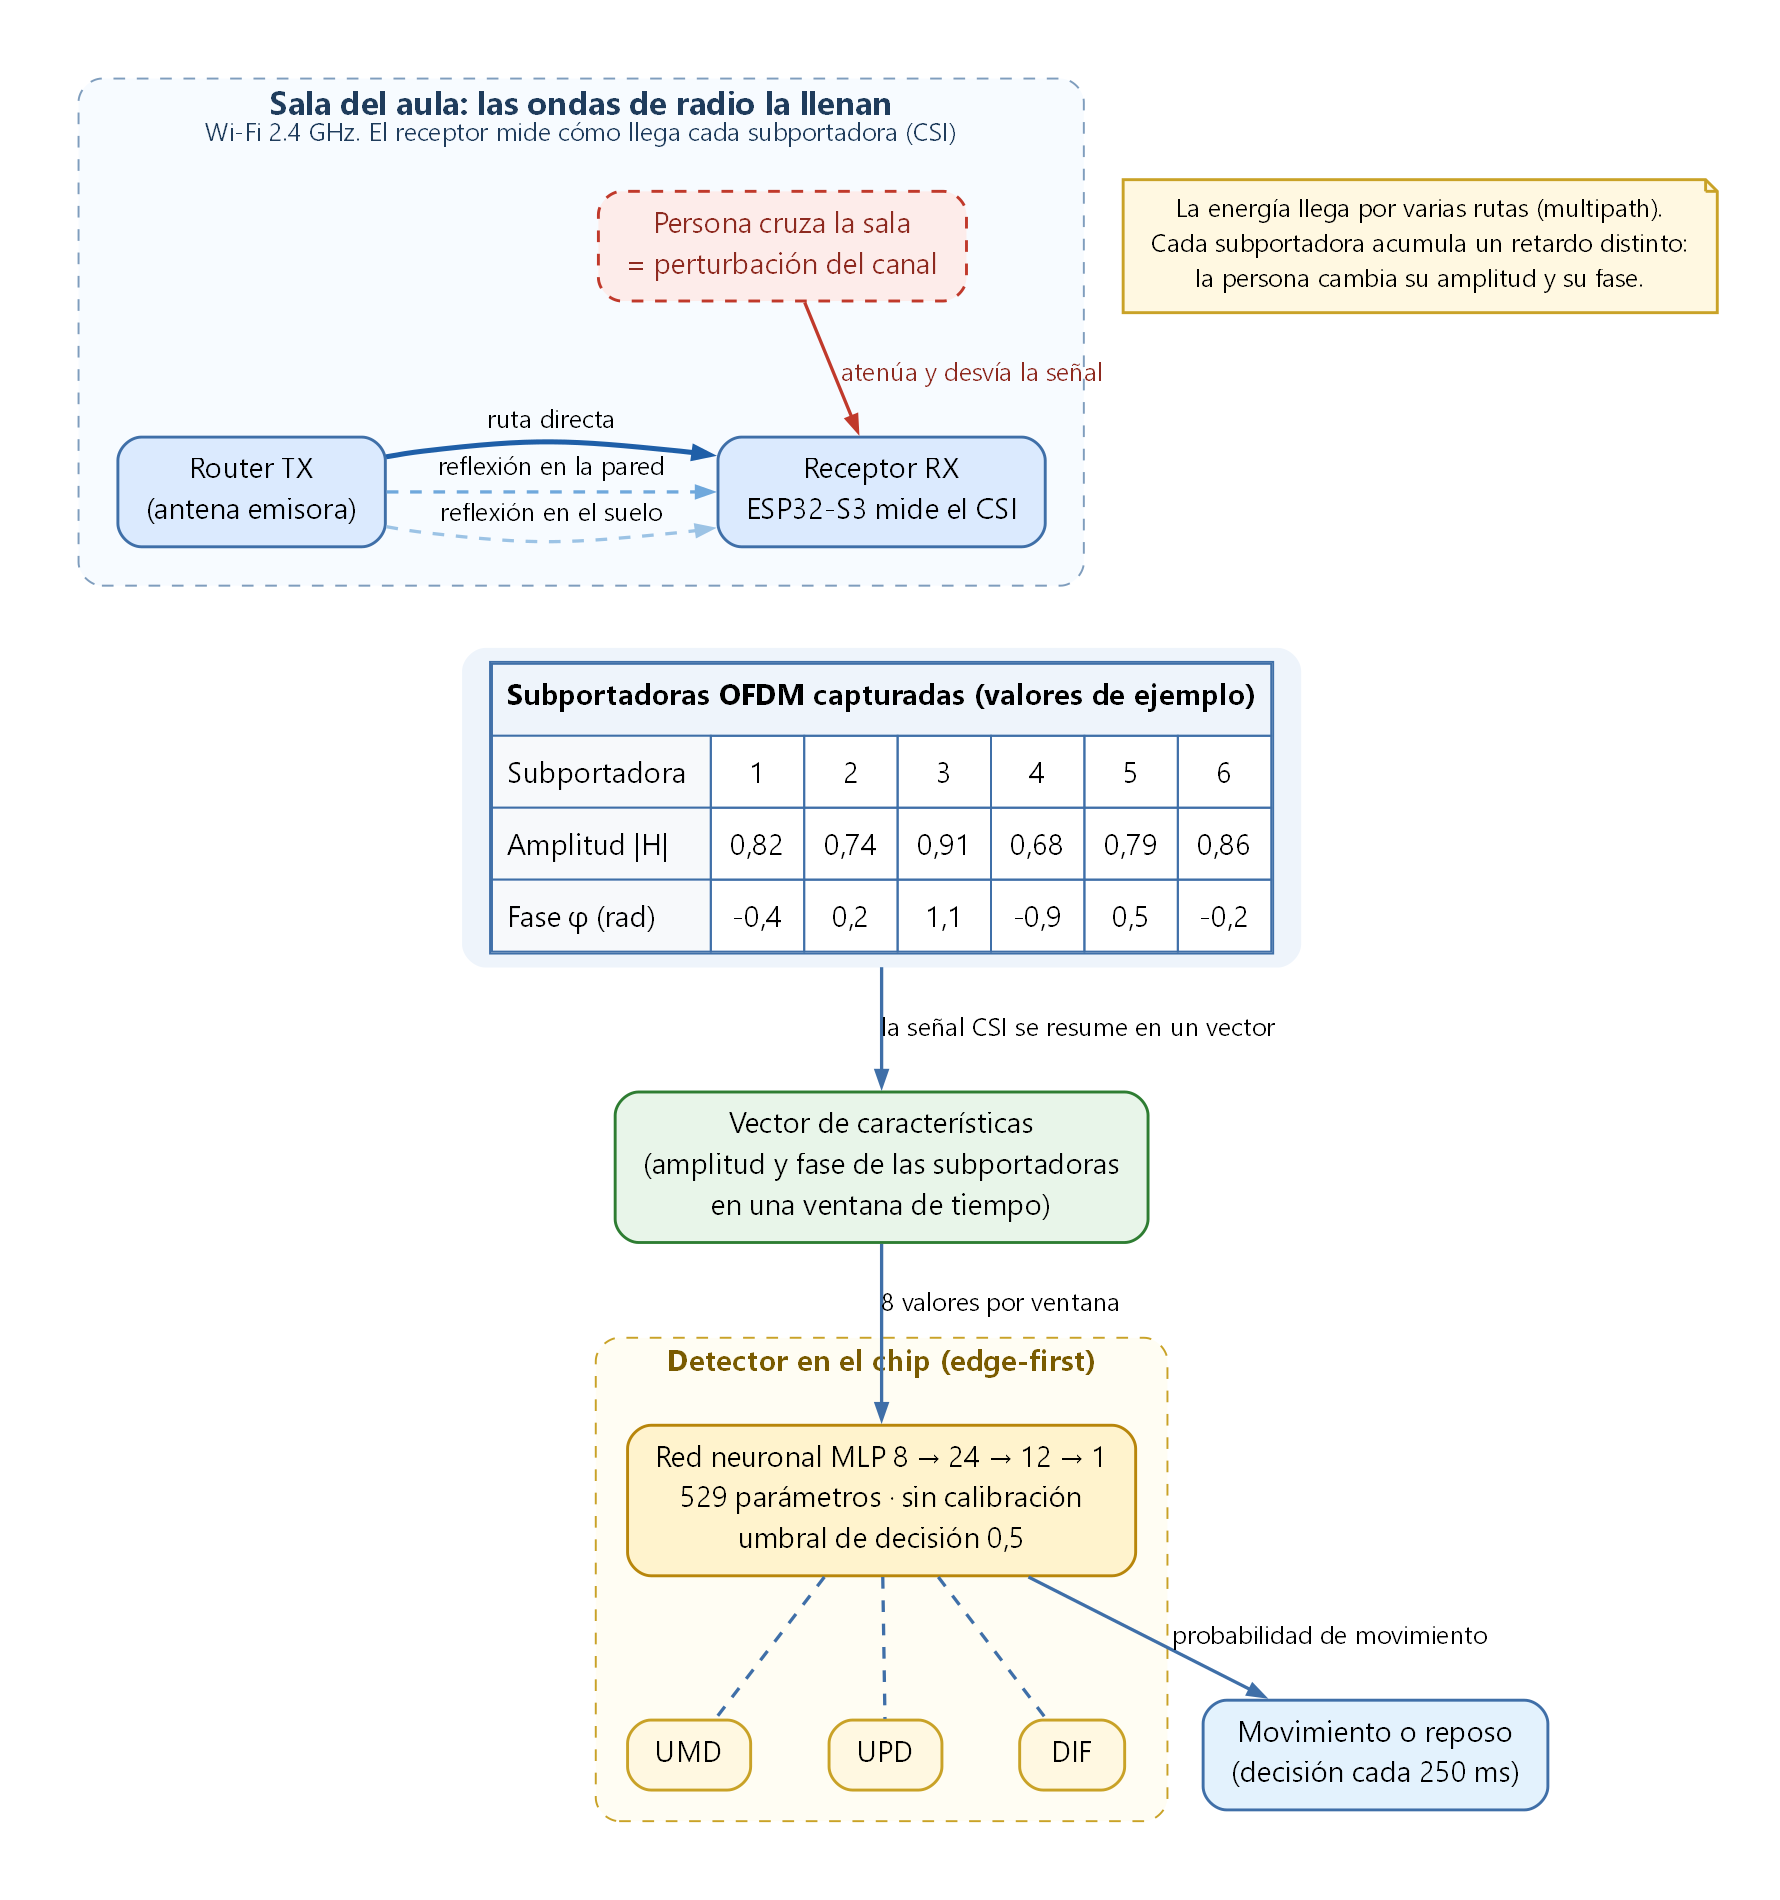 Sala del aula: las ondas de radio la llenan
Wi-Fi 2.4 GHz. El receptor mide cómo llega cada subportadora (CSI)
Persona cruza la sala
= perturbación del canal
La energía llega por varias rutas (multipath).
Cada subportadora acumula un retardo distinto:
la persona cambia su amplitud y su fase.
atenúa y desvía la señal
ruta directa
reflexión en la pared
reflexión en el suelo
Router TX
(antena emisora)
Receptor RX
ESP32-S3 mide el CSI
Subportadoras OFDM capturadas (valores de ejemplo)
Subportadora 1 2 3 4 5 6
Amplitud |H| 0,82 0,74 0,91 0,68 0,79 0,86
Fase φ (rad) -0,4 0,2 1,1 -0,9 0,5 -0,2
la señal CSI se resume en un vector
Vector de características
(amplitud y fase de las subportadoras
en una ventana de tiempo)
8 valores por ventana
Detector en el chip (edge-first)
Red neuronal MLP 8 → 24 → 12 → 1
529 parámetros · sin calibración
umbral de decisión 0,5
probabilidad de movimiento
UMD
UPD
DIF
Movimiento o reposo
(decisión cada 250 ms)